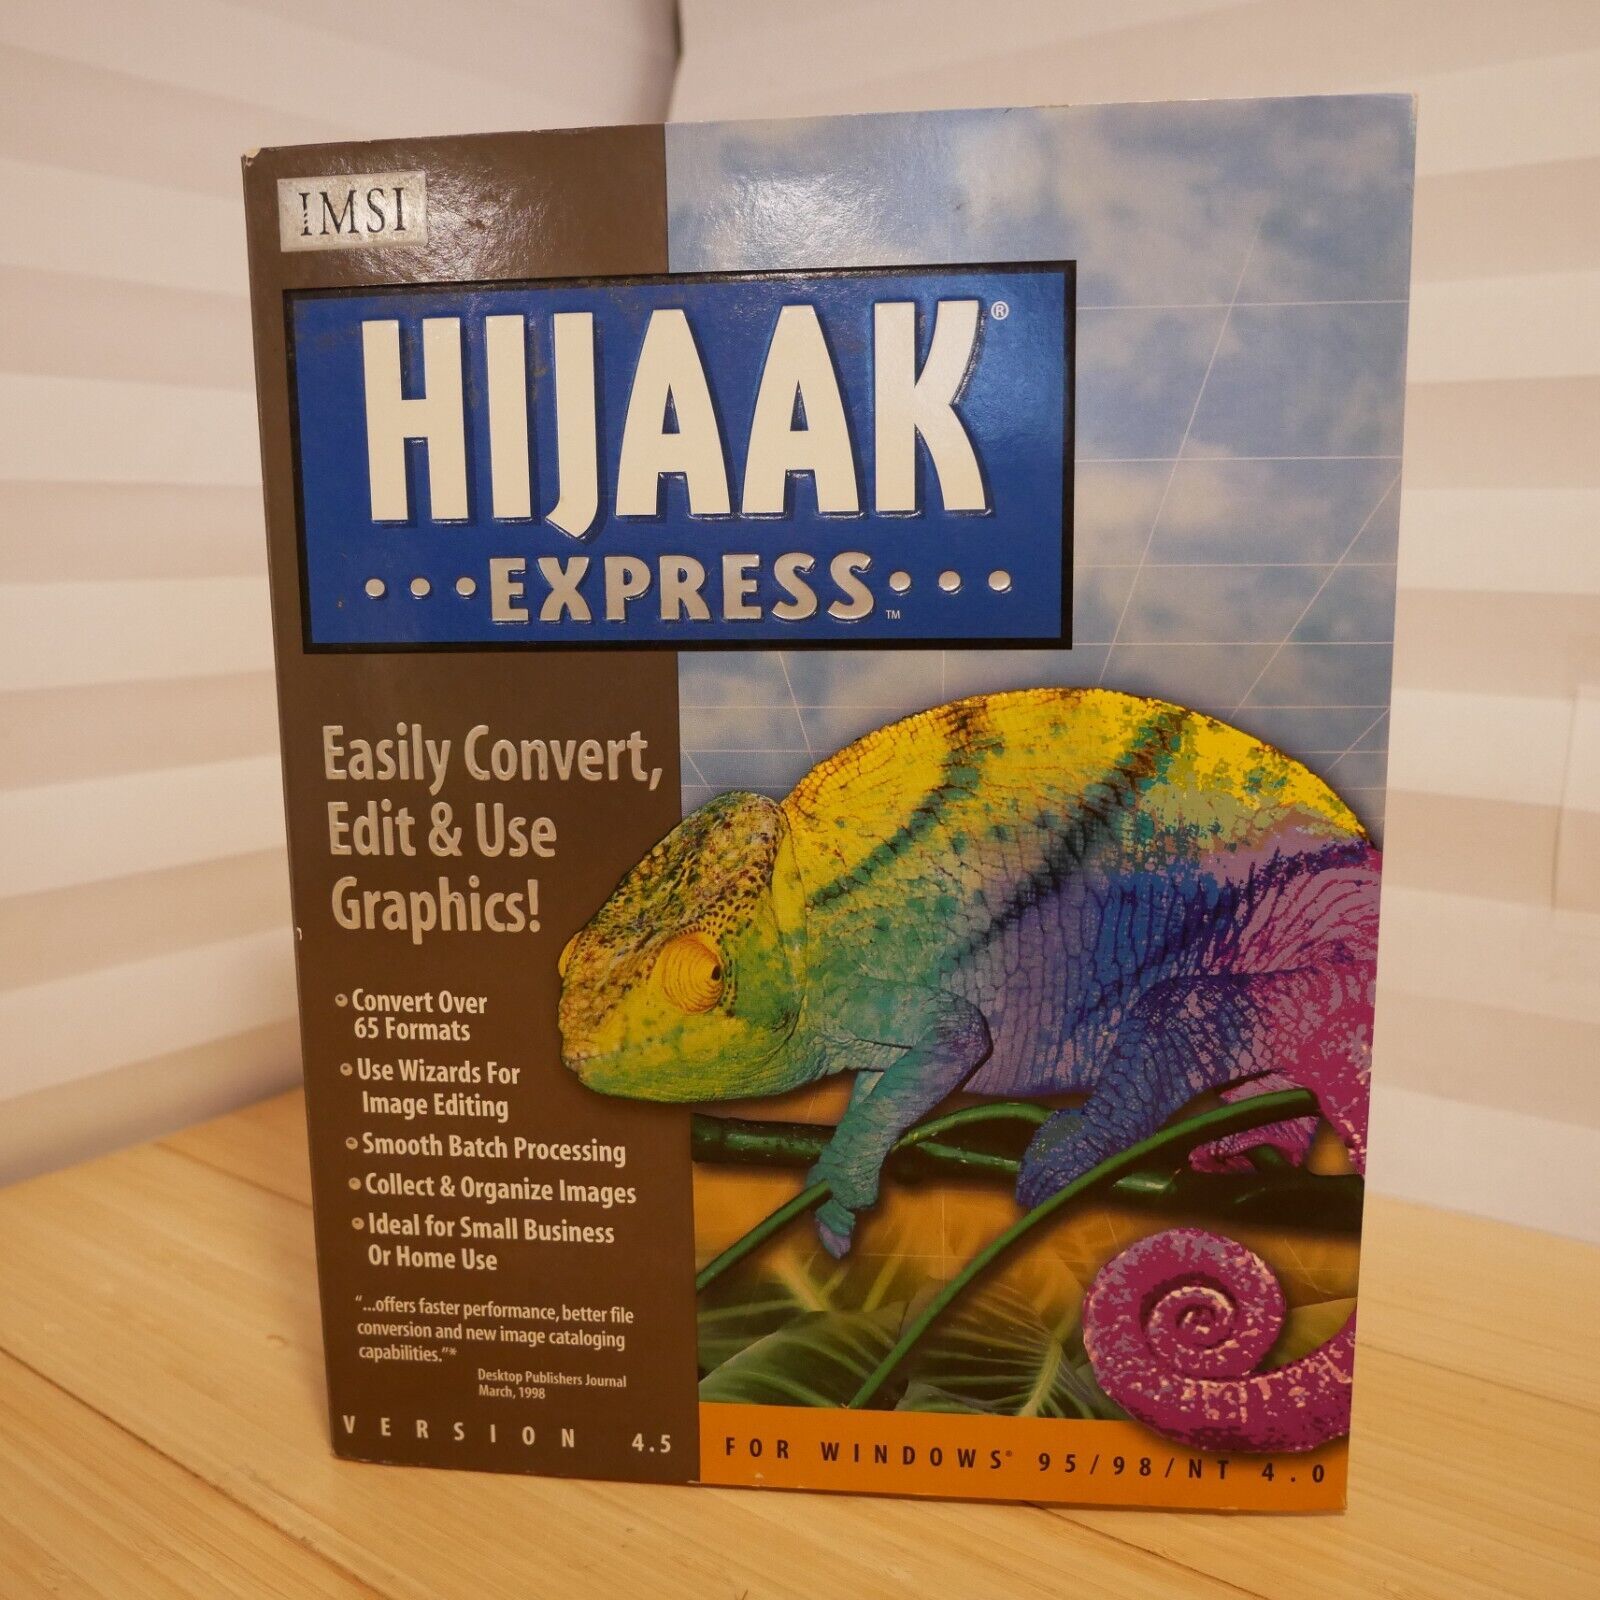 IMSI
HIJAAK®
EXPRESS™
Easily Convert,
Edit & Use
Graphics!
Convert Over
65 Formats
Use Wizards For
Image Editing
Smooth Batch Processing
Collect & Organize Images
Ideal for Small Business
Or Home Use
"...offers faster performance, better file
conversion and new image cataloging
capabilities."*
Desktop Publishers Journal
March, 1998
VERSION 4.5
FOR WINDOWS® 95/98/NT 4.0